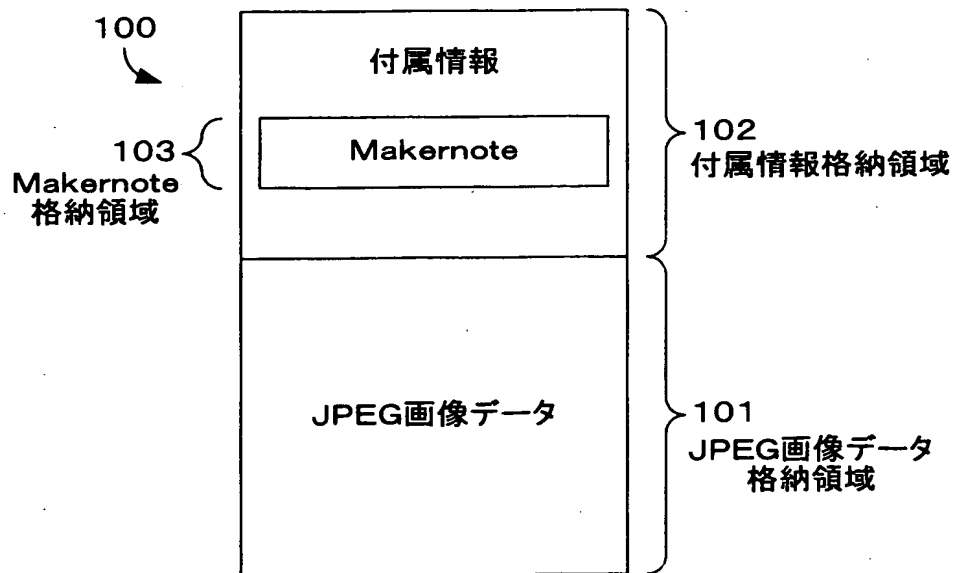 100
付属情報
Makernote
103
Makernote
格納領域
102
付属情報格納領域
JPEG画像データ
101
JPEG画像データ
格納領域